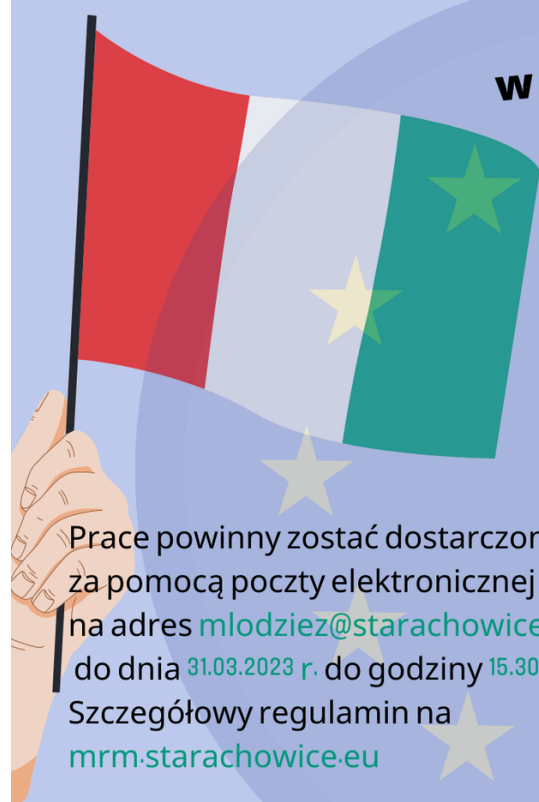 w
Prace powinny zostać dostarczon
za pomocą poczty elektronicznej
na adres mlodziez@starachowice
do dnia 31.03.2023 r. do godziny 15.30
Szczegółowy regulamin na
mrm.starachowice.eu